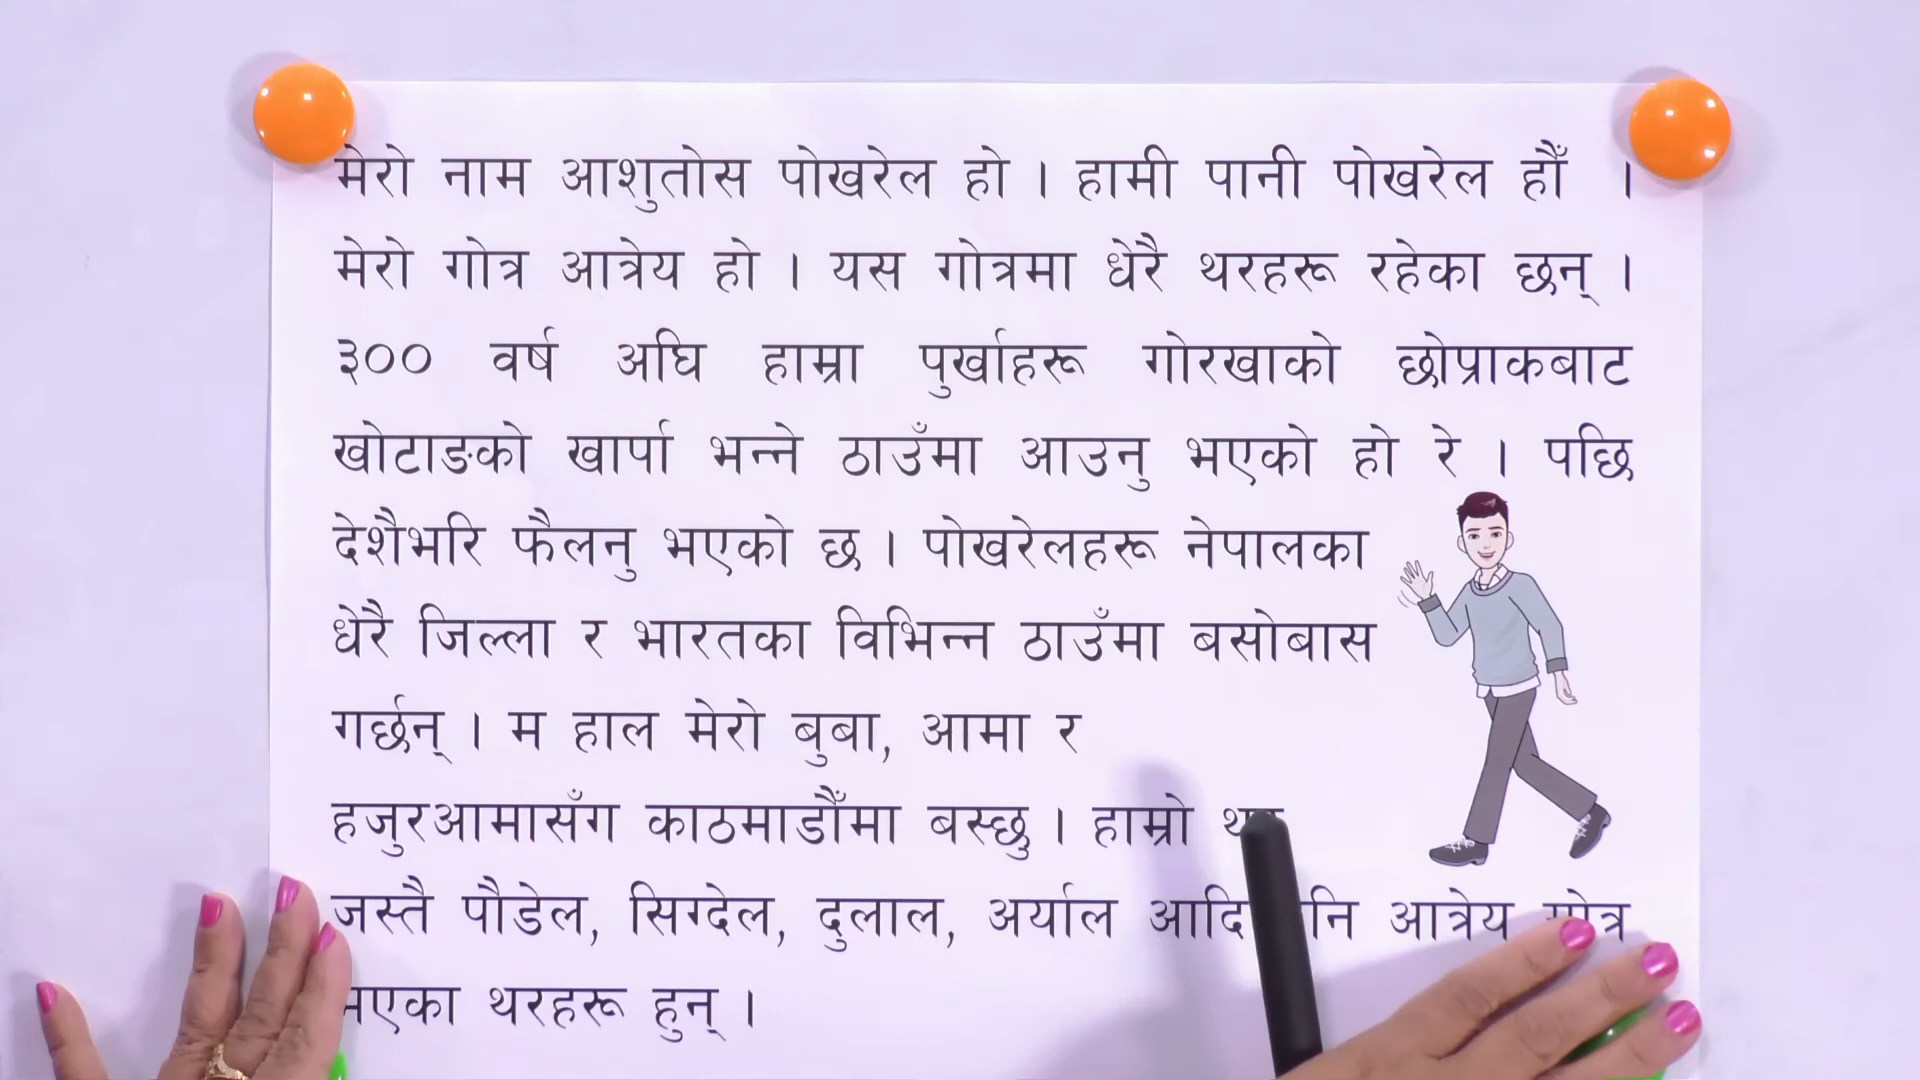 मेरो नाम आशुतोस पोखरेल हो । हामी पानी पोखरेल हौँ ।
मेरो गोत्र आत्रेय हो । यस गोत्रमा धेरै थरहरू रहेका छन् ।
३०० वर्ष अघि हाम्रा पुर्खाहरू गोरखाको छोप्राकबाट
खोटाङको खार्पा भन्ने ठाउँमा आउनु भएको हो रे । पछि
देशैभरि फैलनु भएको छ । पोखरेलहरू नेपालका
धेरै जिल्ला र भारतका विभिन्न ठाउँमा बसोबास
गर्छन् । म हाल मेरो बुबा, आमा र
हजुरआमासँग काठमाडौँमा बस्छु । हाम्रो
जस्तै पौडेल, सिग्देल, दुलाल, अर्याल आदि आत्रेय
थरहरू हुन् ।